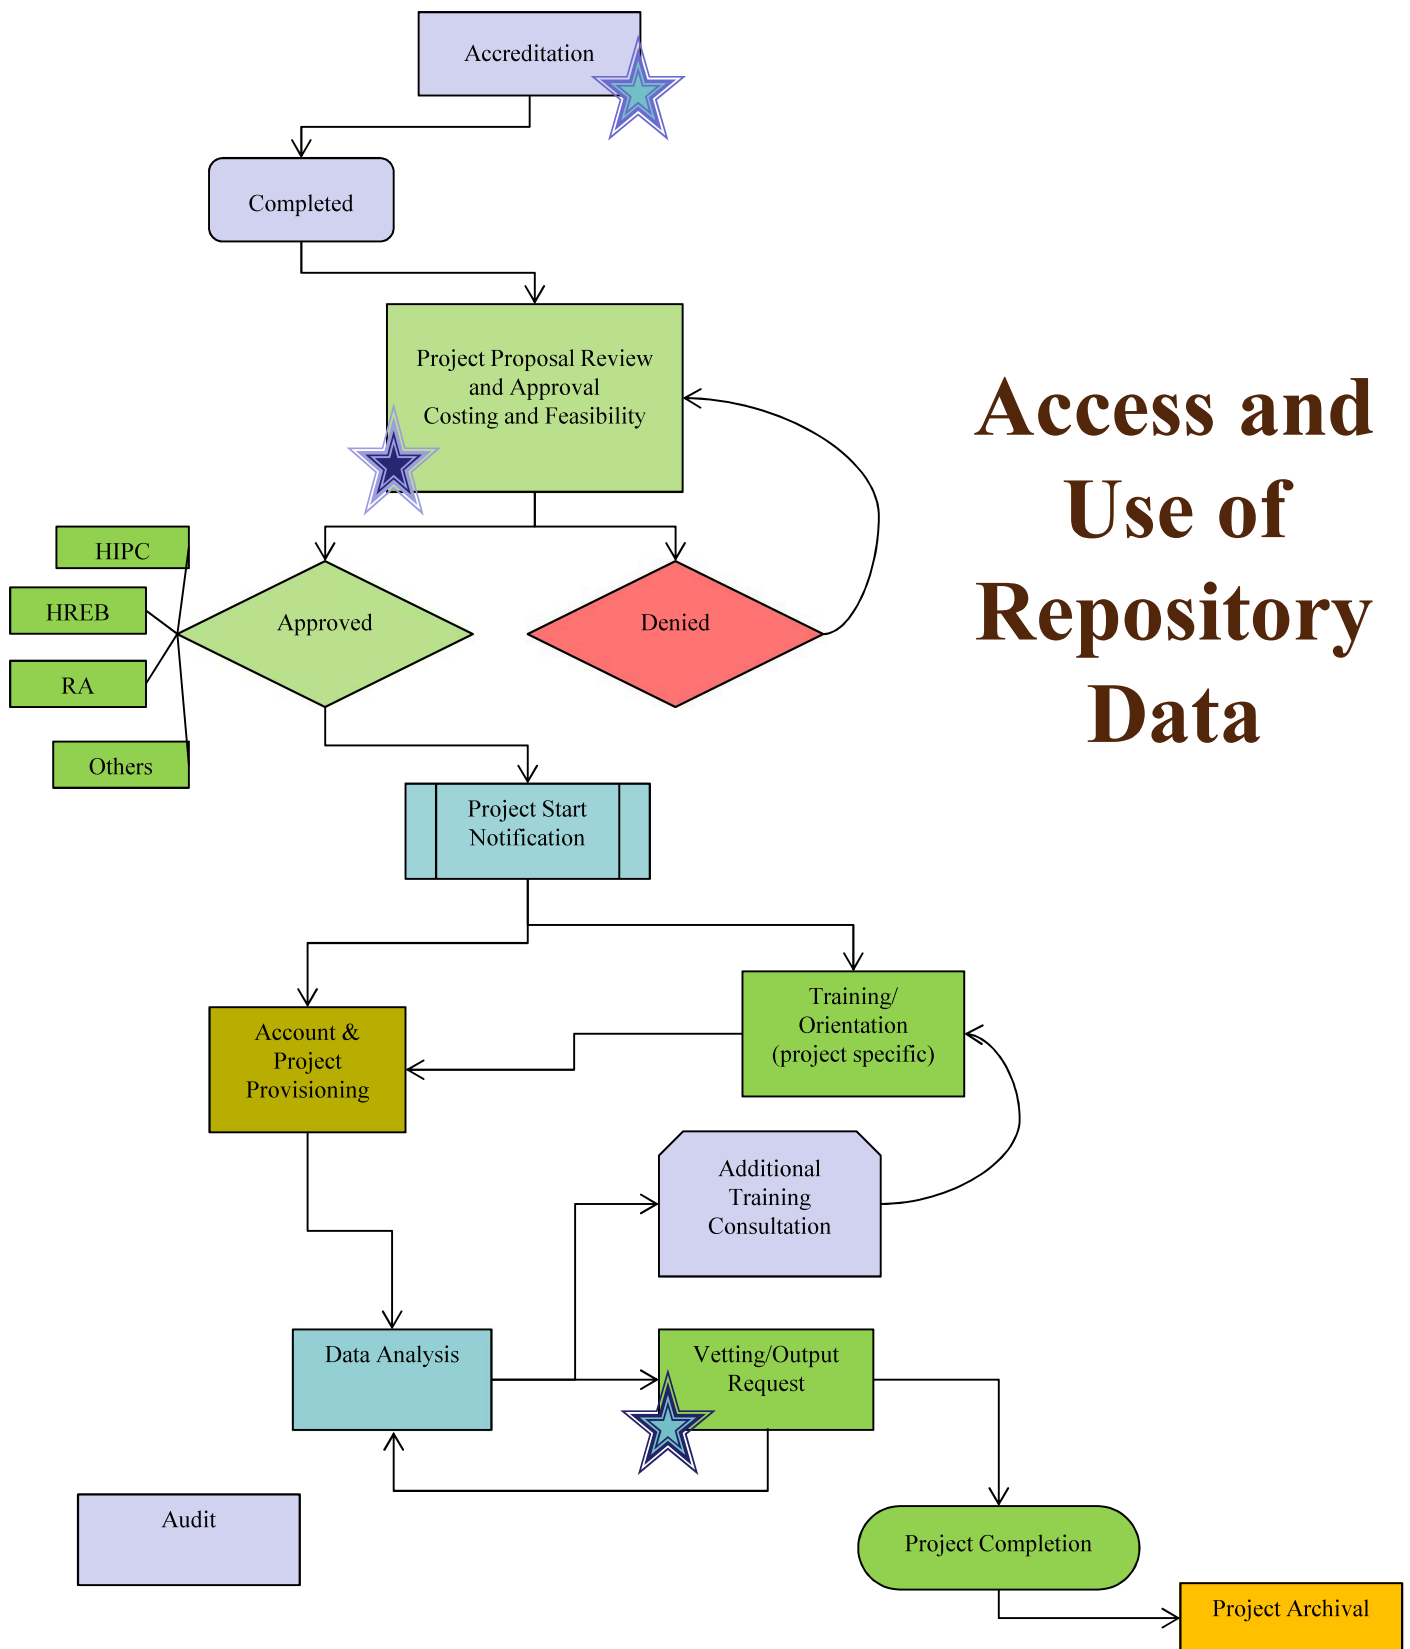 Accreditation
Completed
Project Proposal Review
and Approval
Costing and Feasibility
Access and
Use of
Repository
Data
HIPC
HREB
RA
Others
Approved
Denied
Project Start
Notification
Training/
Orientation
(project specific)
Account &
Project
Provisioning
Additional
Training
Consultation
Data Analysis
Vetting/Output
Request
Audit
Project Completion
Project Archival